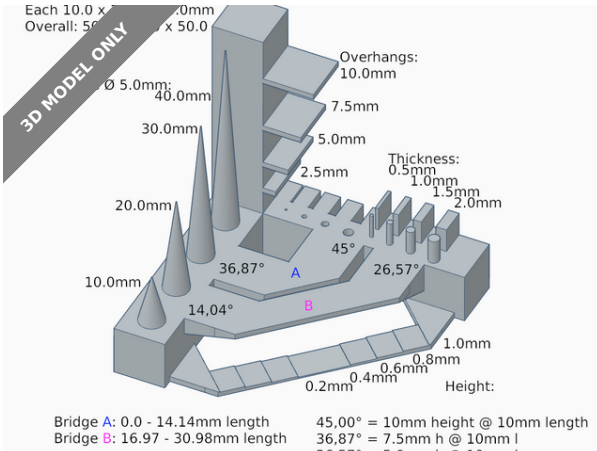 Each 10.0 x
.0mm
Overall: 50
x 50.0
3D MODEL ONLY
Ø 5.0mm:
40.0mm
30.0mm
20.0mm
10.0mm
Overhangs:
10.0mm
7.5mm
5.0mm
2.5mm
Thickness:
0.5mm
1.0mm
1.5mm
2.0mm
45°
36,87°
A
26,57°
14,04°
B
1.0mm
0.8mm
0.6mm
0.4mm
0.2mm
Height:
Bridge A: 0.0 - 14.14mm length
Bridge B: 16.97 - 30.98mm length
45,00° = 10mm height @ 10mm length
36,87° = 7.5mm h @ 10mm l